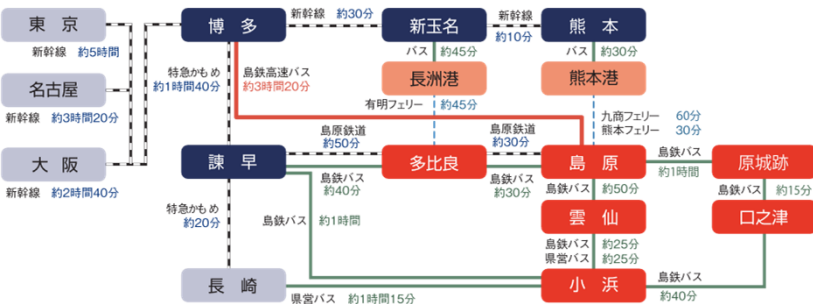 東京
新幹線 約5時間
名古屋
新幹線 約3時間20分
大阪
新幹線 約2時間40分
博多
新幹線 約30分
新玉名
新幹線
約10分
熊本
バス 約45分
バス 約30分
長洲港
熊本港
特急かもめ
約1時間40分
島鉄高速バス
約3時間20分
有明フェリー 約45分
九商フェリー 60分
熊本フェリー 30分
島原鉄道
約50分
島原鉄道
約30分
諫早
多比良
島原
島鉄バス
約1時間
原城跡
島鉄バス
約40分
島鉄バス
約30分
島鉄バス 約50分
島鉄バス 約15分
特急かもめ
約20分
島鉄バス 約1時間
雲仙
口之津
島鉄バス 約25分
県営バス 約25分
長崎
県営バス 約1時間15分
小浜
島鉄バス
約40分